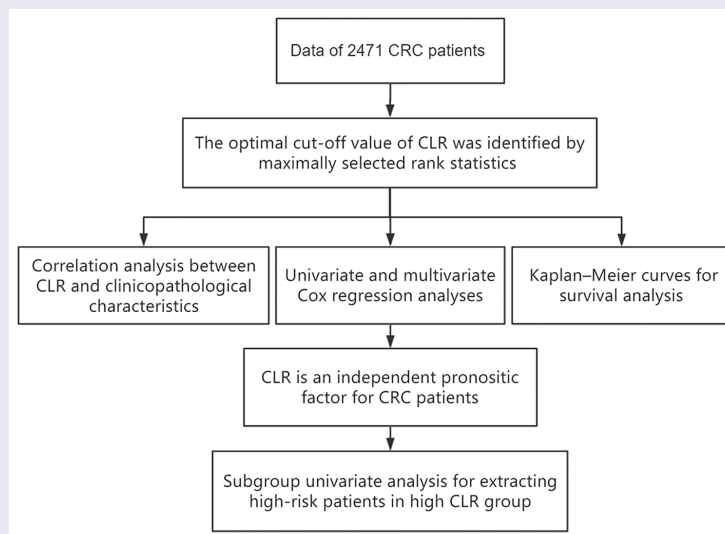 Data of 2471 CRC patients
The optimal cut-off value of CLR was identified by
maximally selected rank statistics
Correlation analysis between
CLR and clinicopathological
characteristics
Univariate and multivariate
Cox regression analyses
Kaplan–Meier curves for
survival analysis
CLR is an independent pronositic
factor for CRC patients
Subgroup univariate analysis for extracting
high-risk patients in high CLR group